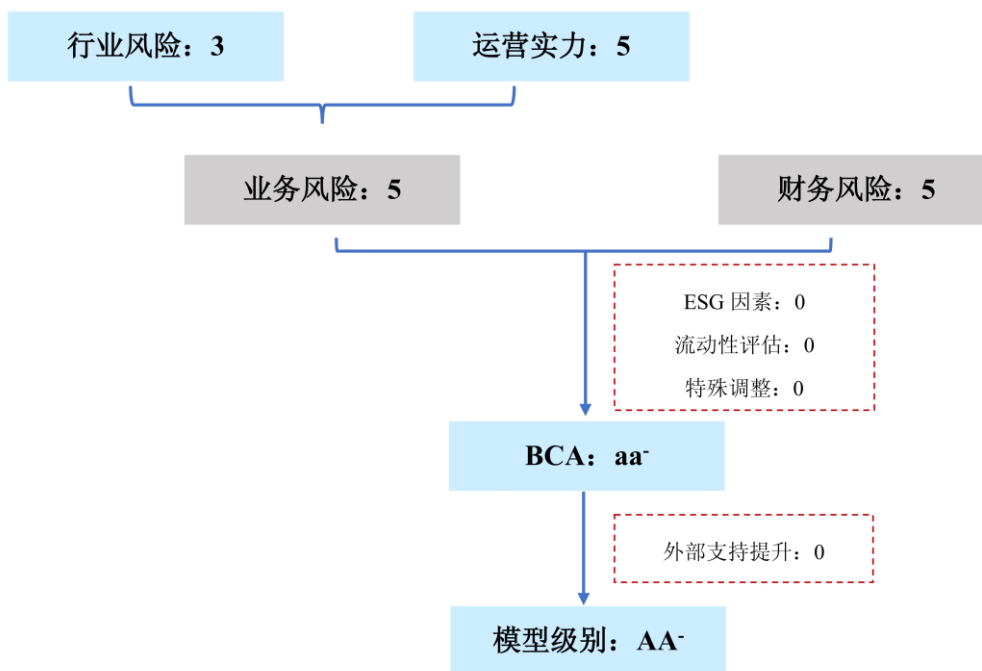 行业风险：3
运营实力：5
业务风险：5
财务风险：5
ESG 因素：0
流动性评估：0
特殊调整：0
BCA：aa⁻
外部支持提升：0
模型级别：AA⁻